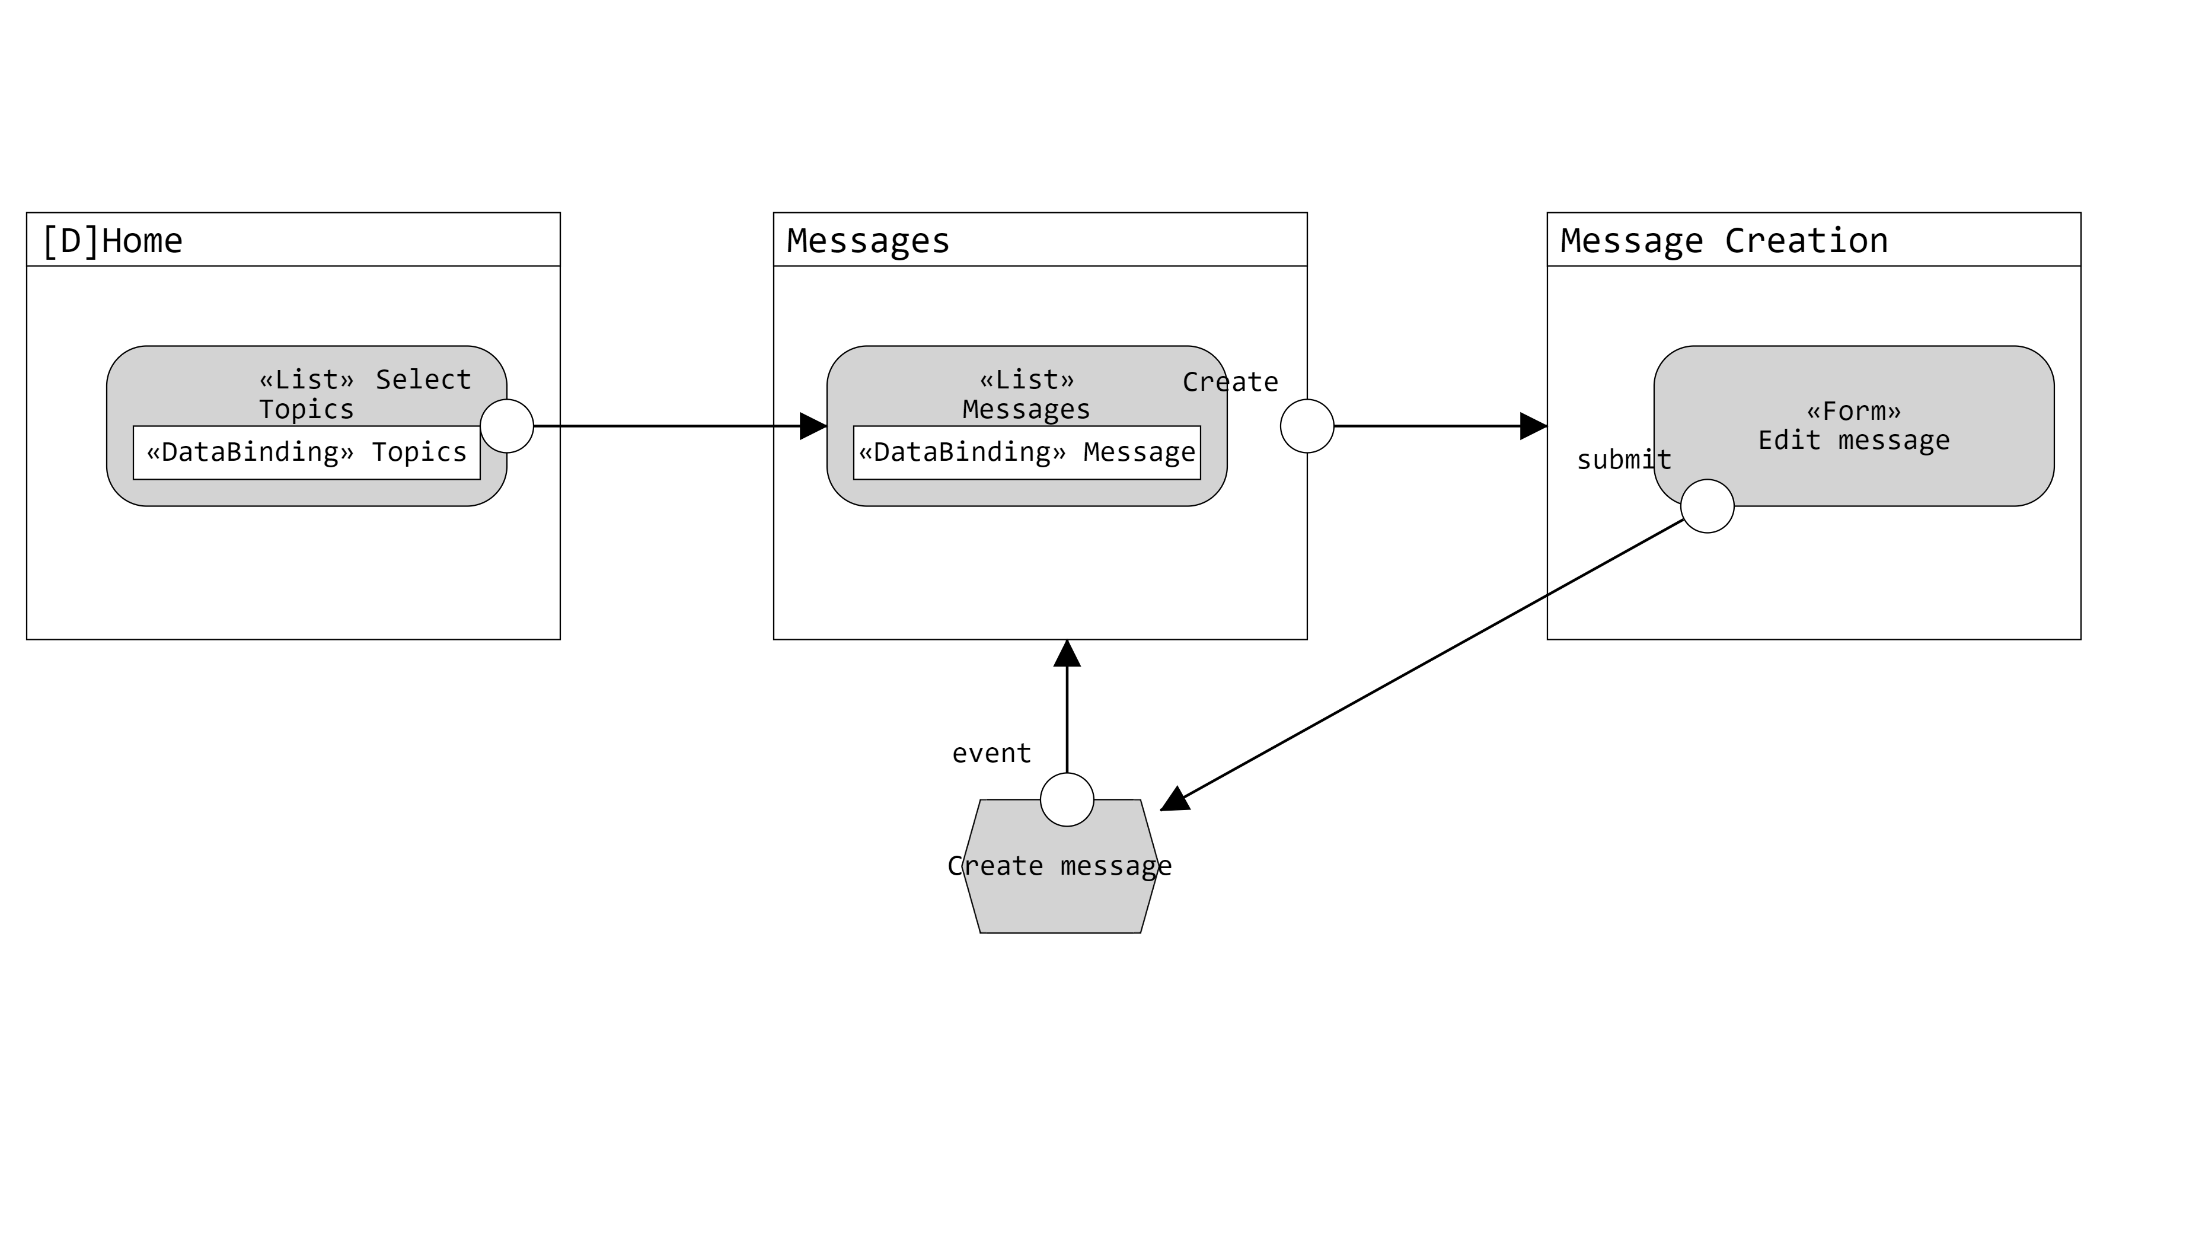 [D]Home
«List»
Topics
Select
«DataBinding» Topics
Messages
«List»
Messages
Create
«DataBinding» Message
Message Creation
«Form»
Edit message
submit
event
Create message